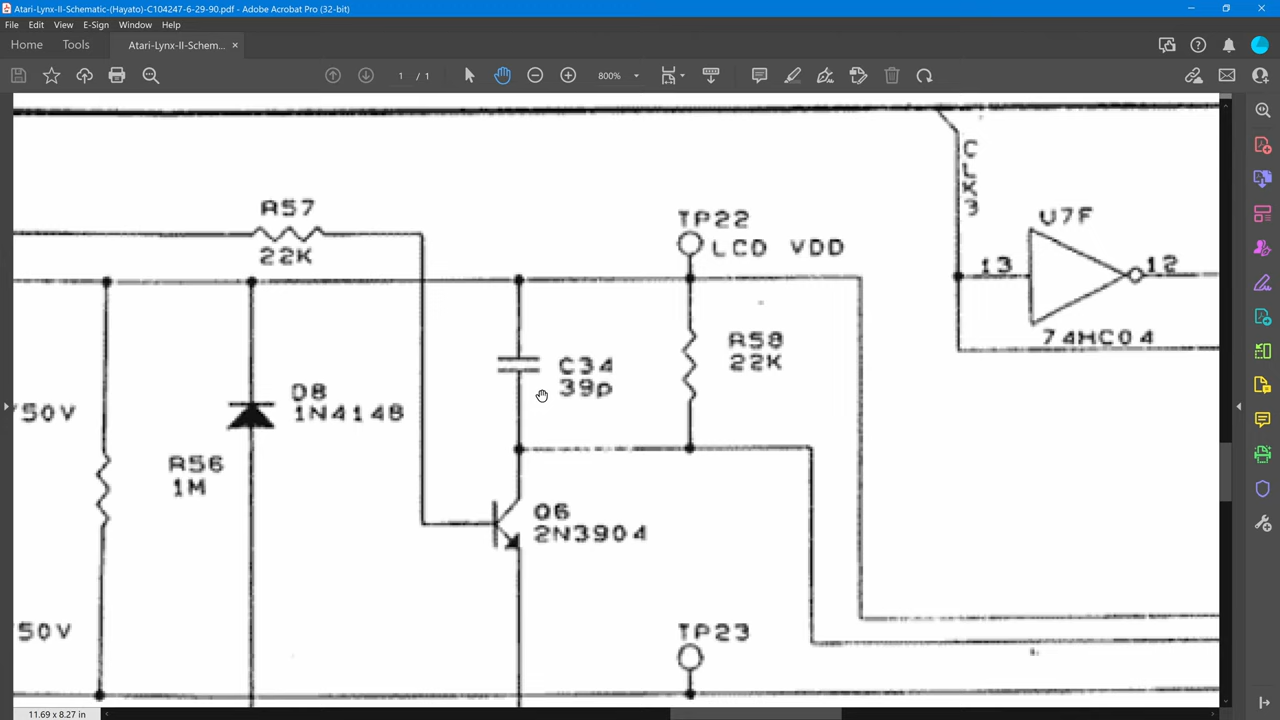 Atari-Lynx-II-Schematic-(Hayato)-C104247-6-29-90.pdf - Adobe Acrobat Pro (32-bit)
File Edit View E-Sign Window Help
Home Tools Atari-Lynx-II-Schem... ×
1 / 1 800%
CLK3
R57
22K
TP22
LCD VDD
U7F
13
12
74HC04
R58
22K
C34
39p
D8
1N4148
50V
R56
1M
Q6
2N3904
50V
TP23
11.69 x 8.27 in